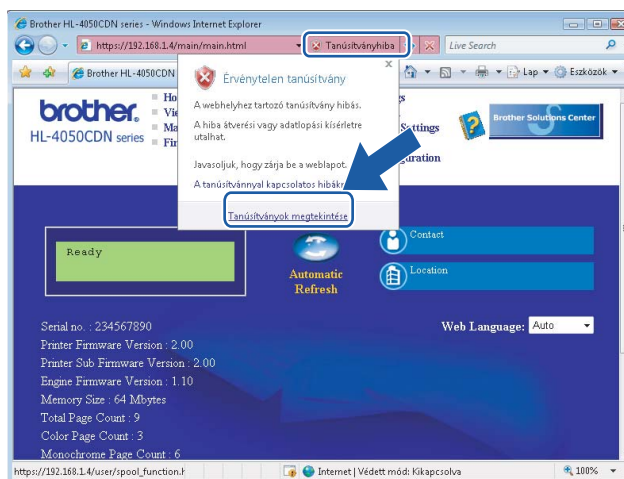 Brother HL-4050CDN series - Windows Internet Explorer
https://192.168.1.4/main/main.html
Tanúsítványhiba
Live Search
Brother HL-4050CDN
Lap
Eszközök
Érvénytelen tanúsítvány
A webhelyhez tartozó tanúsítvány hibás.
A hiba átverési vagy adatlopási kísérletre
utalhat.
Javasoljuk, hogy zárja be a weblapot.
A tanúsítvánnyal kapcsolatos
Tanúsítványok megtekintése
brother.
HL-4050CDN series
Settings
Brother Solutions Center
Ready
Automatic
Refresh
Contact
Location
Serial no. : 234567890
Printer Firmware Version : 2.00
Printer Sub Firmware Version : 2.00
Engine Firmware Version : 1.10
Memory Size : 64 Mbytes
Total Page Count : 9
Color Page Count : 3
Monochrome Page Count : 6
Web Language: Auto
https://192.168.1.4/user/spool_function.h
Internet | Védett mód: Kikapcsolva
100%